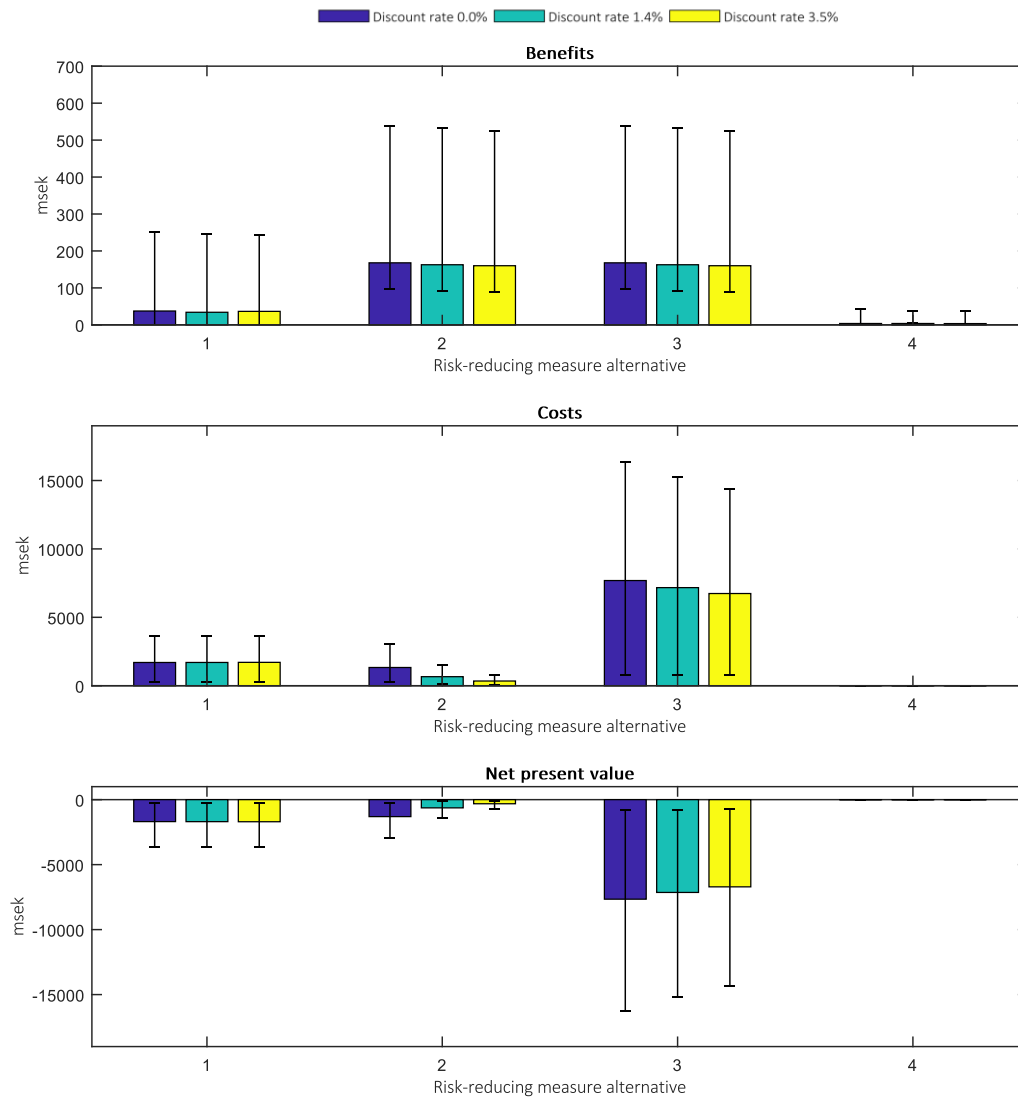 Discount rate 0.0% Discount rate 1.4% Discount rate 3.5%
Benefits
700
600
500
400
300
200
100
0
msek
1 2 3 4
Risk-reducing measure alternative
Costs
15000
10000
5000
0
msek
1 2 3 4
Risk-reducing measure alternative
Net present value
0
-5000
-10000
-15000
msek
1 2 3 4
Risk-reducing measure alternative